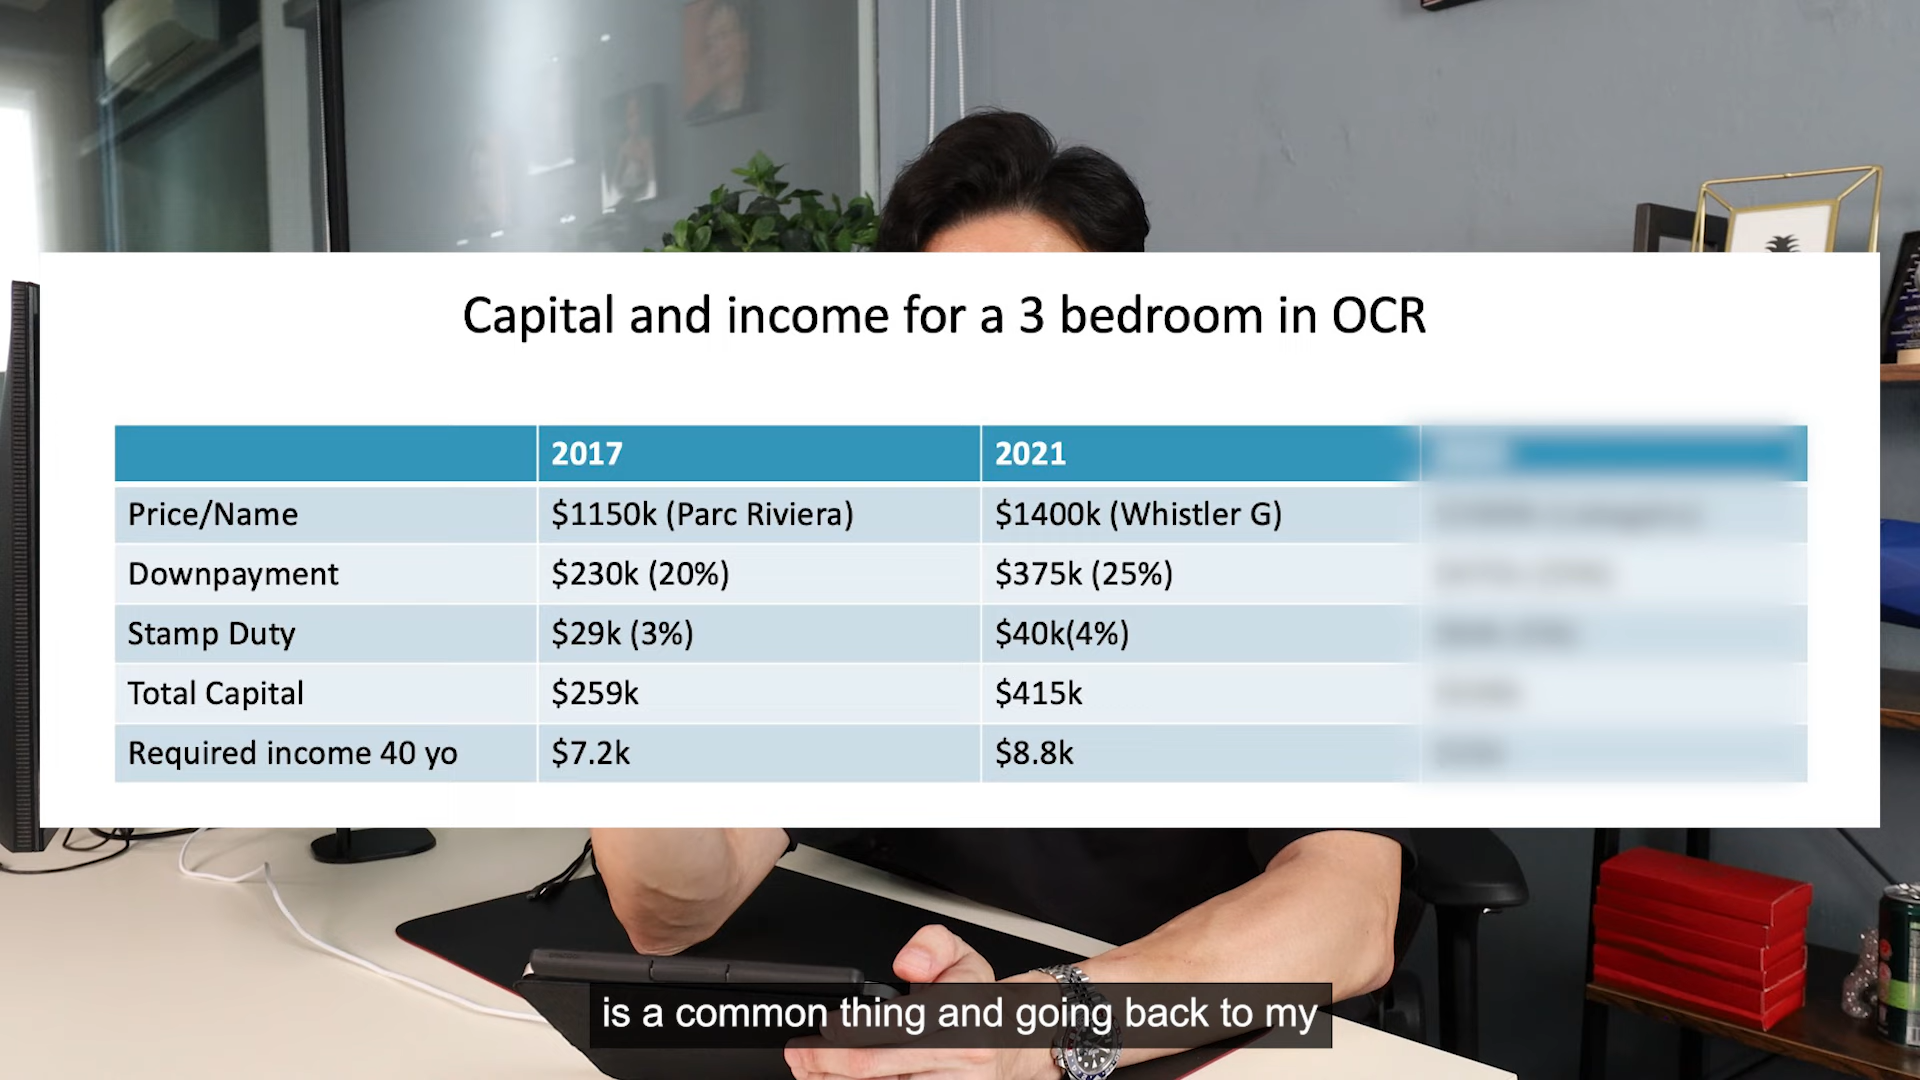 Capital and income for a 3 bedroom in OCR
2017 2021
Price/Name $1150k (Parc Riviera) $1400k (Whistler G)
Downpayment $230k (20%) $375k (25%)
Stamp Duty $29k (3%) $40k(4%)
Total Capital $259k $415k
Required income 40 yo $7.2k $8.8k
is a common thing and going back to my